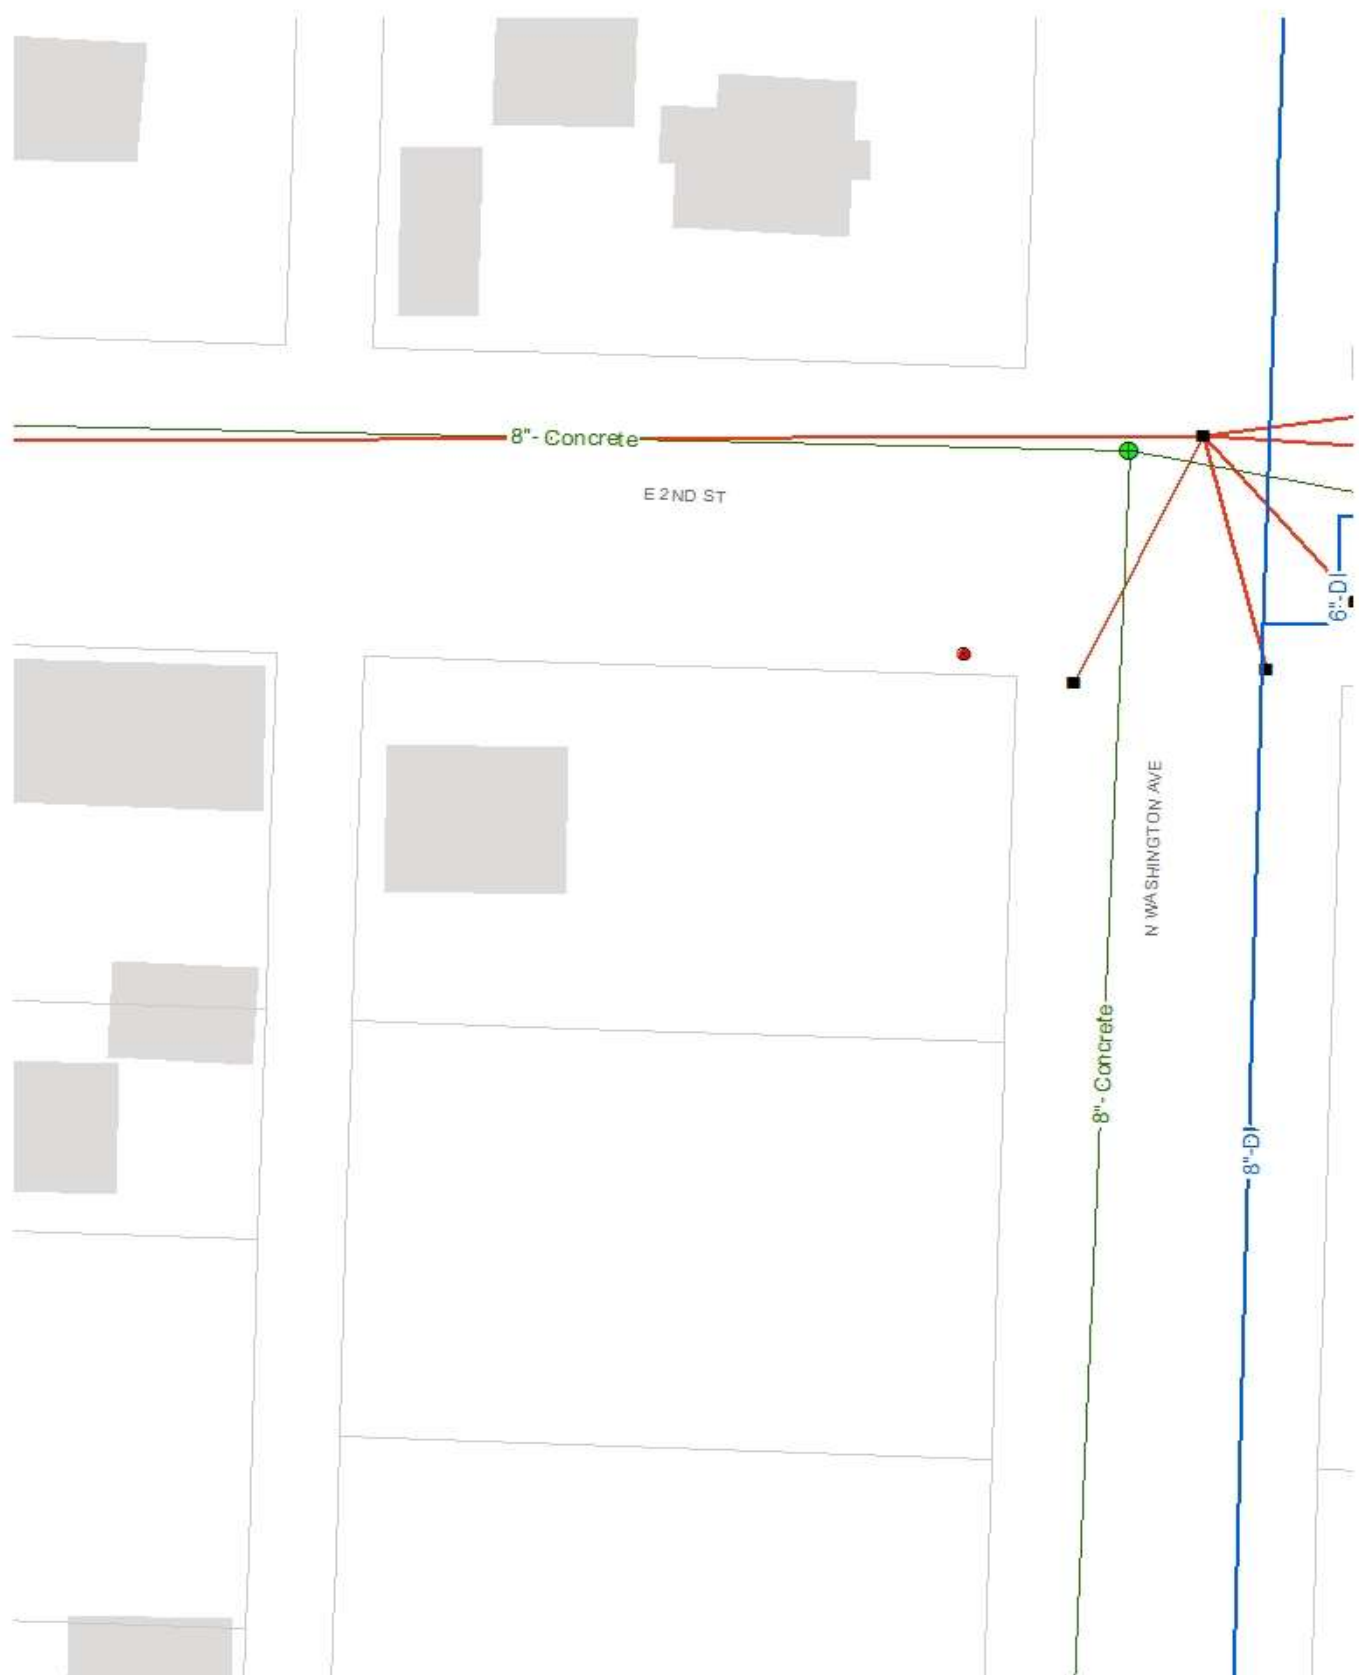 8"- Concrete
E 2ND ST
6"-DI
N WASHINGTON AVE
8"- Concrete
8"-DI